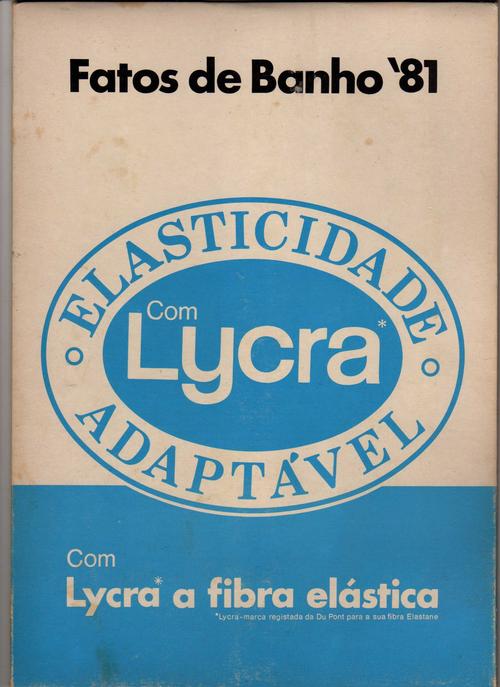 Fatos de Banho '81
ELASTICIDADE
Com
Lycra*
ADAPTÁVEL
Com
Lycra* a fibra elástica
*Lycra-marca registada da Du Pont para a sua fibra Elastane